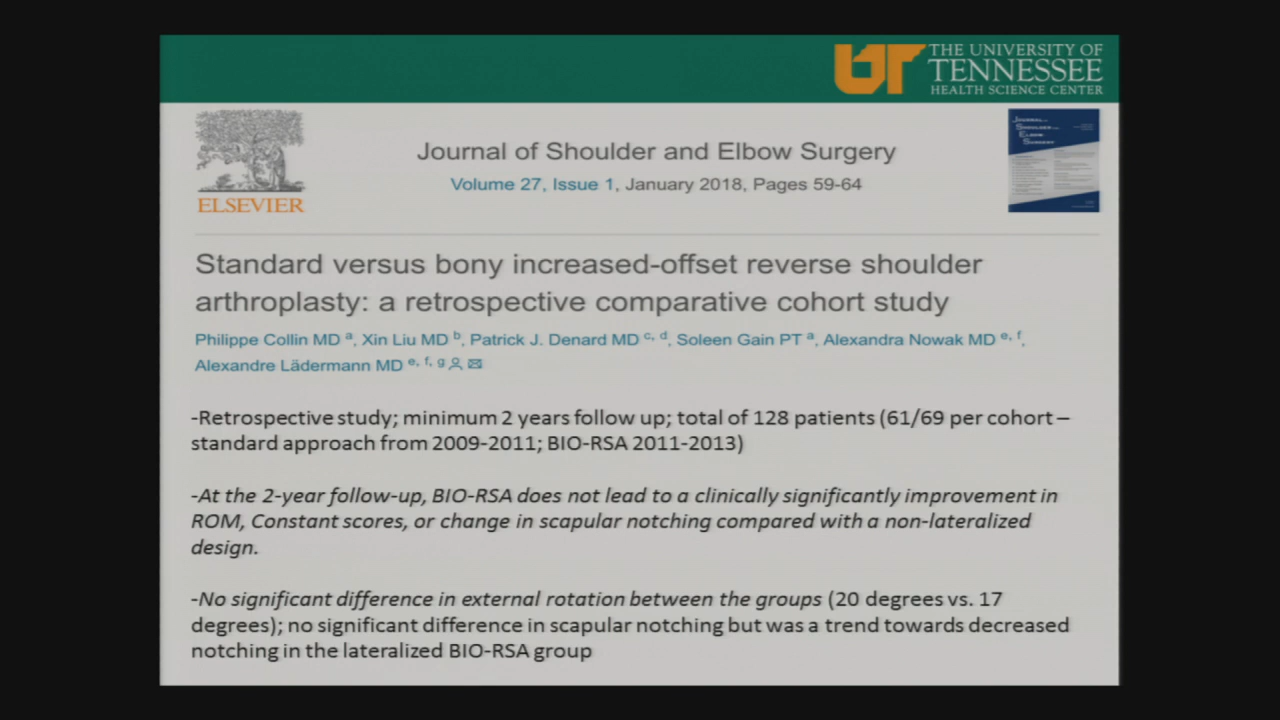 THE UNIVERSITY OF
TENNESSEE
HEALTH SCIENCE CENTER
ELSEVIER
Journal of Shoulder and Elbow Surgery
Volume 27, Issue 1, January 2018, Pages 59-64
JOURNAL OF
SHOULDER AND
ELBOW
SURGERY
Standard versus bony increased-offset reverse shoulder
arthroplasty: a retrospective comparative cohort study
Philippe Collin MD a, Xin Liu MD b, Patrick J. Denard MD c, d, Soleen Gain PT a, Alexandra Nowak MD e, f,
Alexandre Lädermann MD e, f, g
-Retrospective study; minimum 2 years follow up; total of 128 patients (61/69 per cohort –
standard approach from 2009-2011; BIO-RSA 2011-2013)
-At the 2-year follow-up, BIO-RSA does not lead to a clinically significantly improvement in
ROM, Constant scores, or change in scapular notching compared with a non-lateralized
design.
-No significant difference in external rotation between the groups (20 degrees vs. 17
degrees); no significant difference in scapular notching but was a trend towards decreased
notching in the lateralized BIO-RSA group